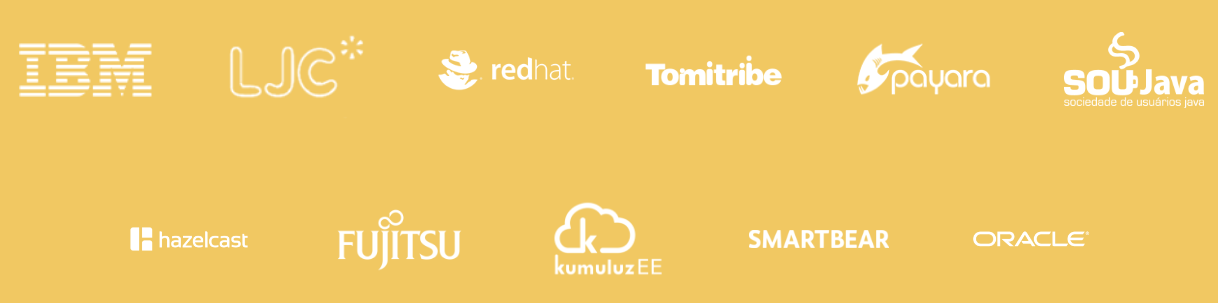 IBM
LJC
redhat.
Tomitribe
payara
SOUJava
sociedade de usuários java
hazelcast
FUJITSU
k
kumuluzEE
SMARTBEAR
ORACLE